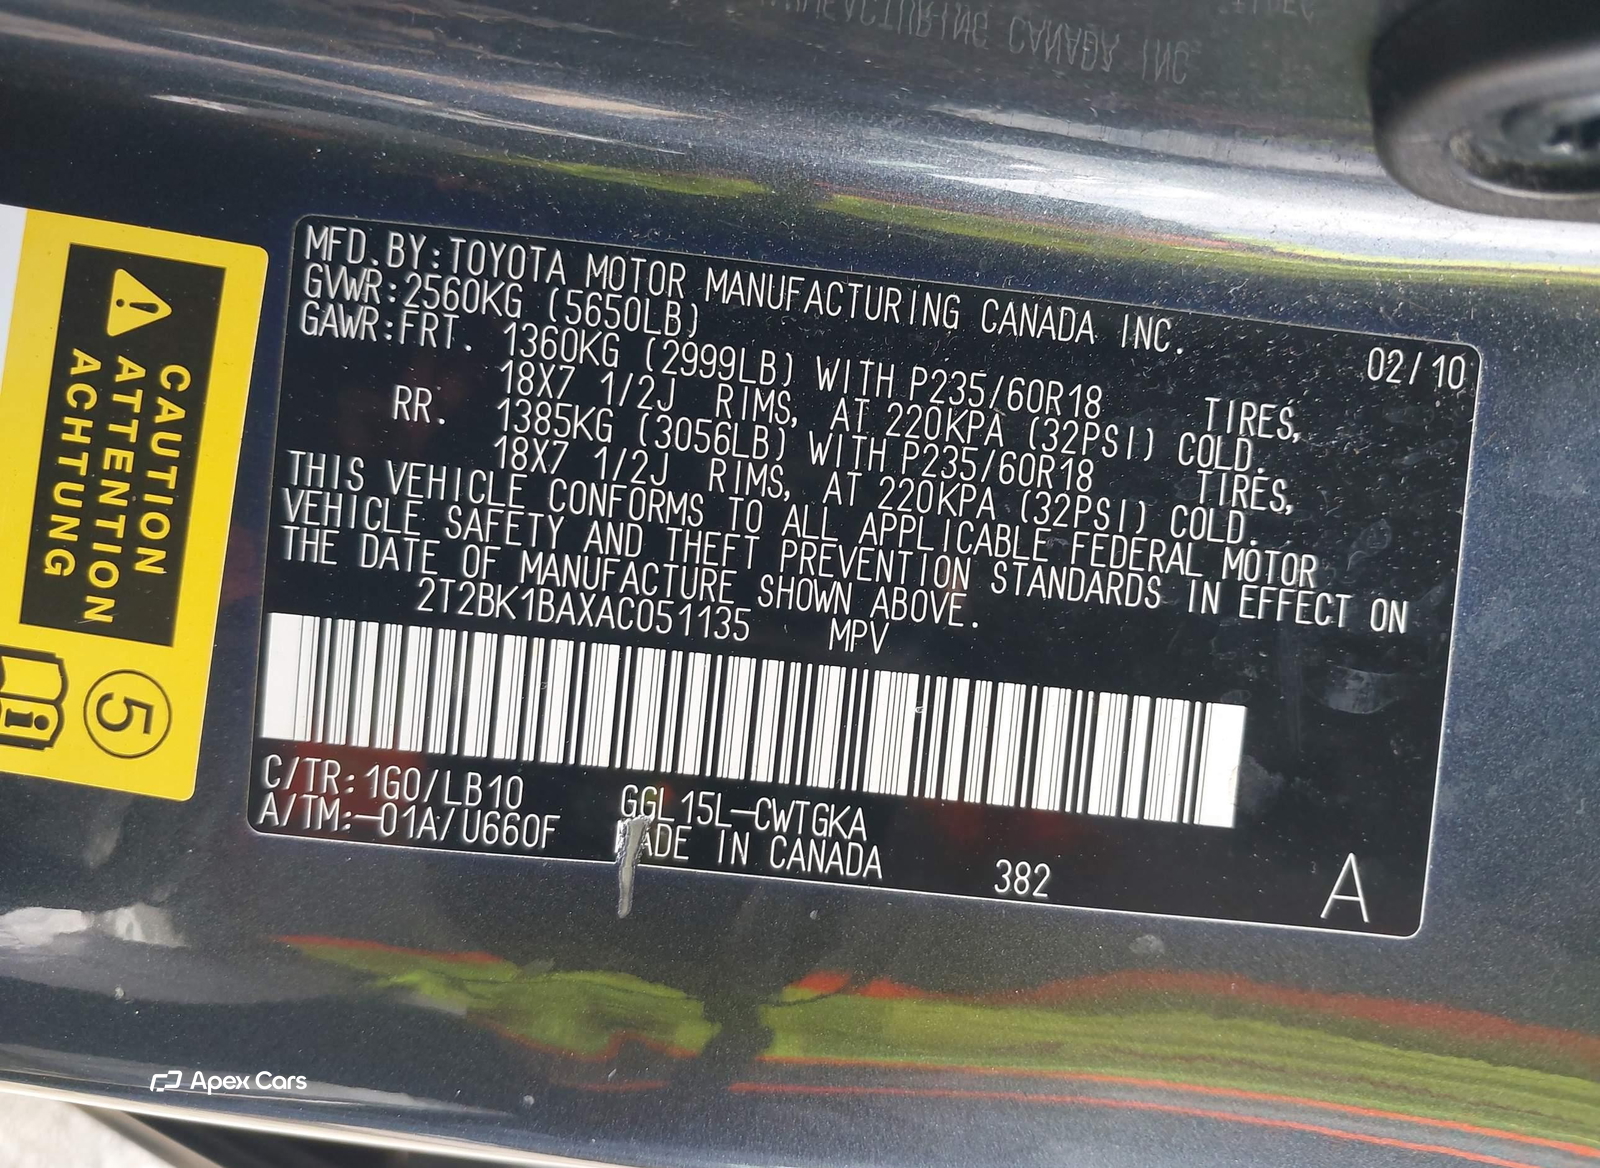 MFD.BY:TOYOTA MOTOR MANUFACTURING CANADA INC.
02/10
GVWR:2560KG (5650LB)
GAWR:FRT. 1360KG (2999LB) WITH P235/60R18 TIRES,
18X7 1/2J RIMS, AT 220KPA (32PSI) COLD.
RR. 1385KG (3056LB) WITH P235/60R18 TIRES,
18X7 1/2J RIMS, AT 220KPA (32PSI) COLD.
THIS VEHICLE CONFORMS TO ALL APPLICABLE FEDERAL MOTOR
VEHICLE SAFETY AND THEFT PREVENTION STANDARDS IN EFFECT ON
THE DATE OF MANUFACTURE SHOWN ABOVE.
2T2BK1BAXAC051135 MPV
C/TR:1G0/LB10 GGL15L-CWTGKA
A/TM:-01A/U660F MADE IN CANADA 382 A
CAUTION
ATTENTION
ACHTUNG
5
i
Apex Cars
MANUFACTURING CANADA INC.